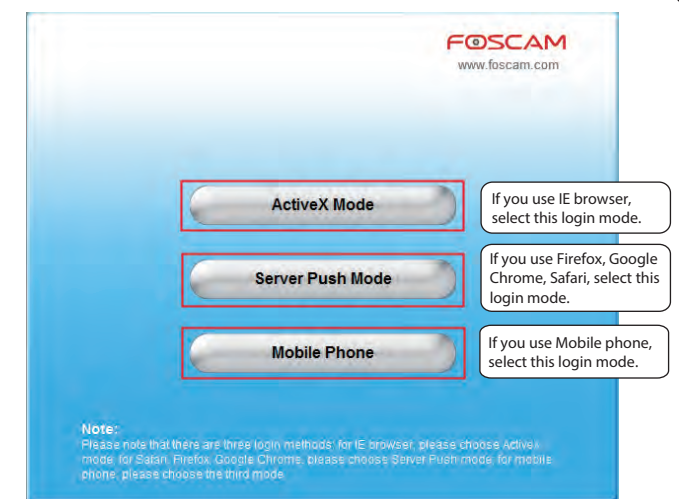 FOSCAM
www.foscam.com
ActiveX Mode
If you use IE browser,
select this login mode.
Server Push Mode
If you use Firefox, Google
Chrome, Safari, select this
login mode.
Mobile Phone
If you use Mobile phone,
select this login mode.
Note:
Please note that there are three login methods: for IE browser, please choose Activex
mode, for Safari, Firefox, Google Chrome, please choose Server Push mode, for mobile
phone, please choose the third mode